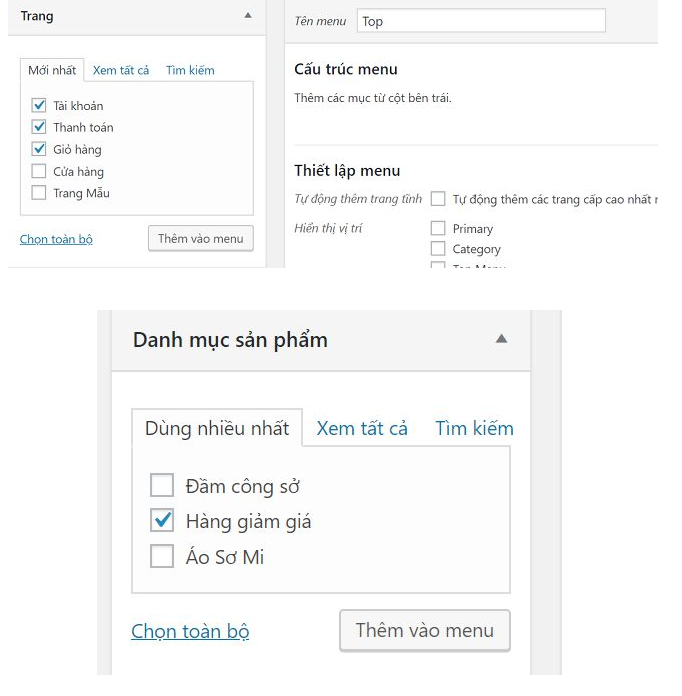 Trang
Mới nhất Xem tất cả Tìm kiếm
Tài khoản
Thanh toán
Giỏ hàng
Cửa hàng
Trang Mẫu
Chọn toàn bộ Thêm vào menu
Tên menu Top
Cấu trúc menu
Thêm các mục từ cột bên trái.
Thiết lập menu
Tự động thêm trang tĩnh Tự động thêm các trang cấp cao nhất
Hiển thị vị trí Primary
Category
Top Menu
Danh mục sản phẩm
Dùng nhiều nhất Xem tất cả Tìm kiếm
Đầm công sở
Hàng giảm giá
Áo Sơ Mi
Chọn toàn bộ Thêm vào menu